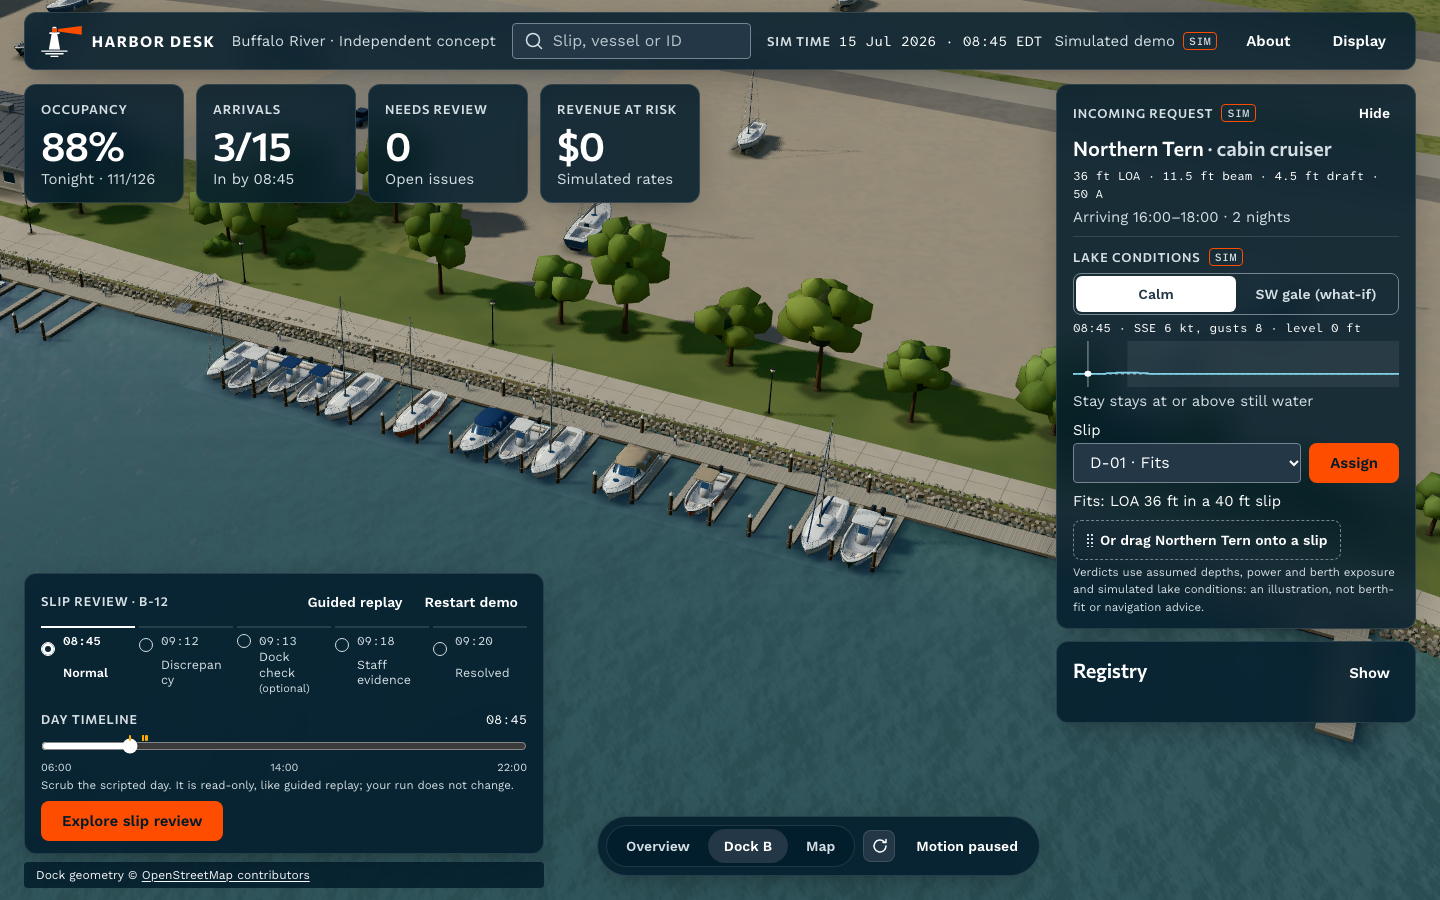 HARBOR DESK
Buffalo River · Independent concept
Slip, vessel or ID
SIM TIME 15 Jul 2026 · 08:45 EDT
Simulated demo SIM
About
Display
OCCUPANCY
88%
Tonight · 111/126
ARRIVALS
3/15
In by 08:45
NEEDS REVIEW
0
Open issues
REVENUE AT RISK
$0
Simulated rates
INCOMING REQUEST SIM
Hide
Northern Tern · cabin cruiser
36 ft LOA · 11.5 ft beam · 4.5 ft draft ·
50 A
Arriving 16:00–18:00 · 2 nights
LAKE CONDITIONS SIM
Calm
SW gale (what-if)
08:45 · SSE 6 kt, gusts 8 · level 0 ft
Stay stays at or above still water
Slip
D-01 · Fits
Assign
Fits: LOA 36 ft in a 40 ft slip
Or drag Northern Tern onto a slip
Verdicts use assumed depths, power and berth exposure
and simulated lake conditions: an illustration, not berth-
fit or navigation advice.
Registry
Show
SLIP REVIEW · B-12
Guided replay
Restart demo
08:45
Normal
09:12
Discrepan
cy
09:13
Dock
check
(optional)
09:18
Staff
evidence
09:20
Resolved
DAY TIMELINE
08:45
06:00
14:00
22:00
Scrub the scripted day. It is read-only, like guided replay; your run does not change.
Explore slip review
Dock geometry © OpenStreetMap contributors
Overview
Dock B
Map
Motion paused